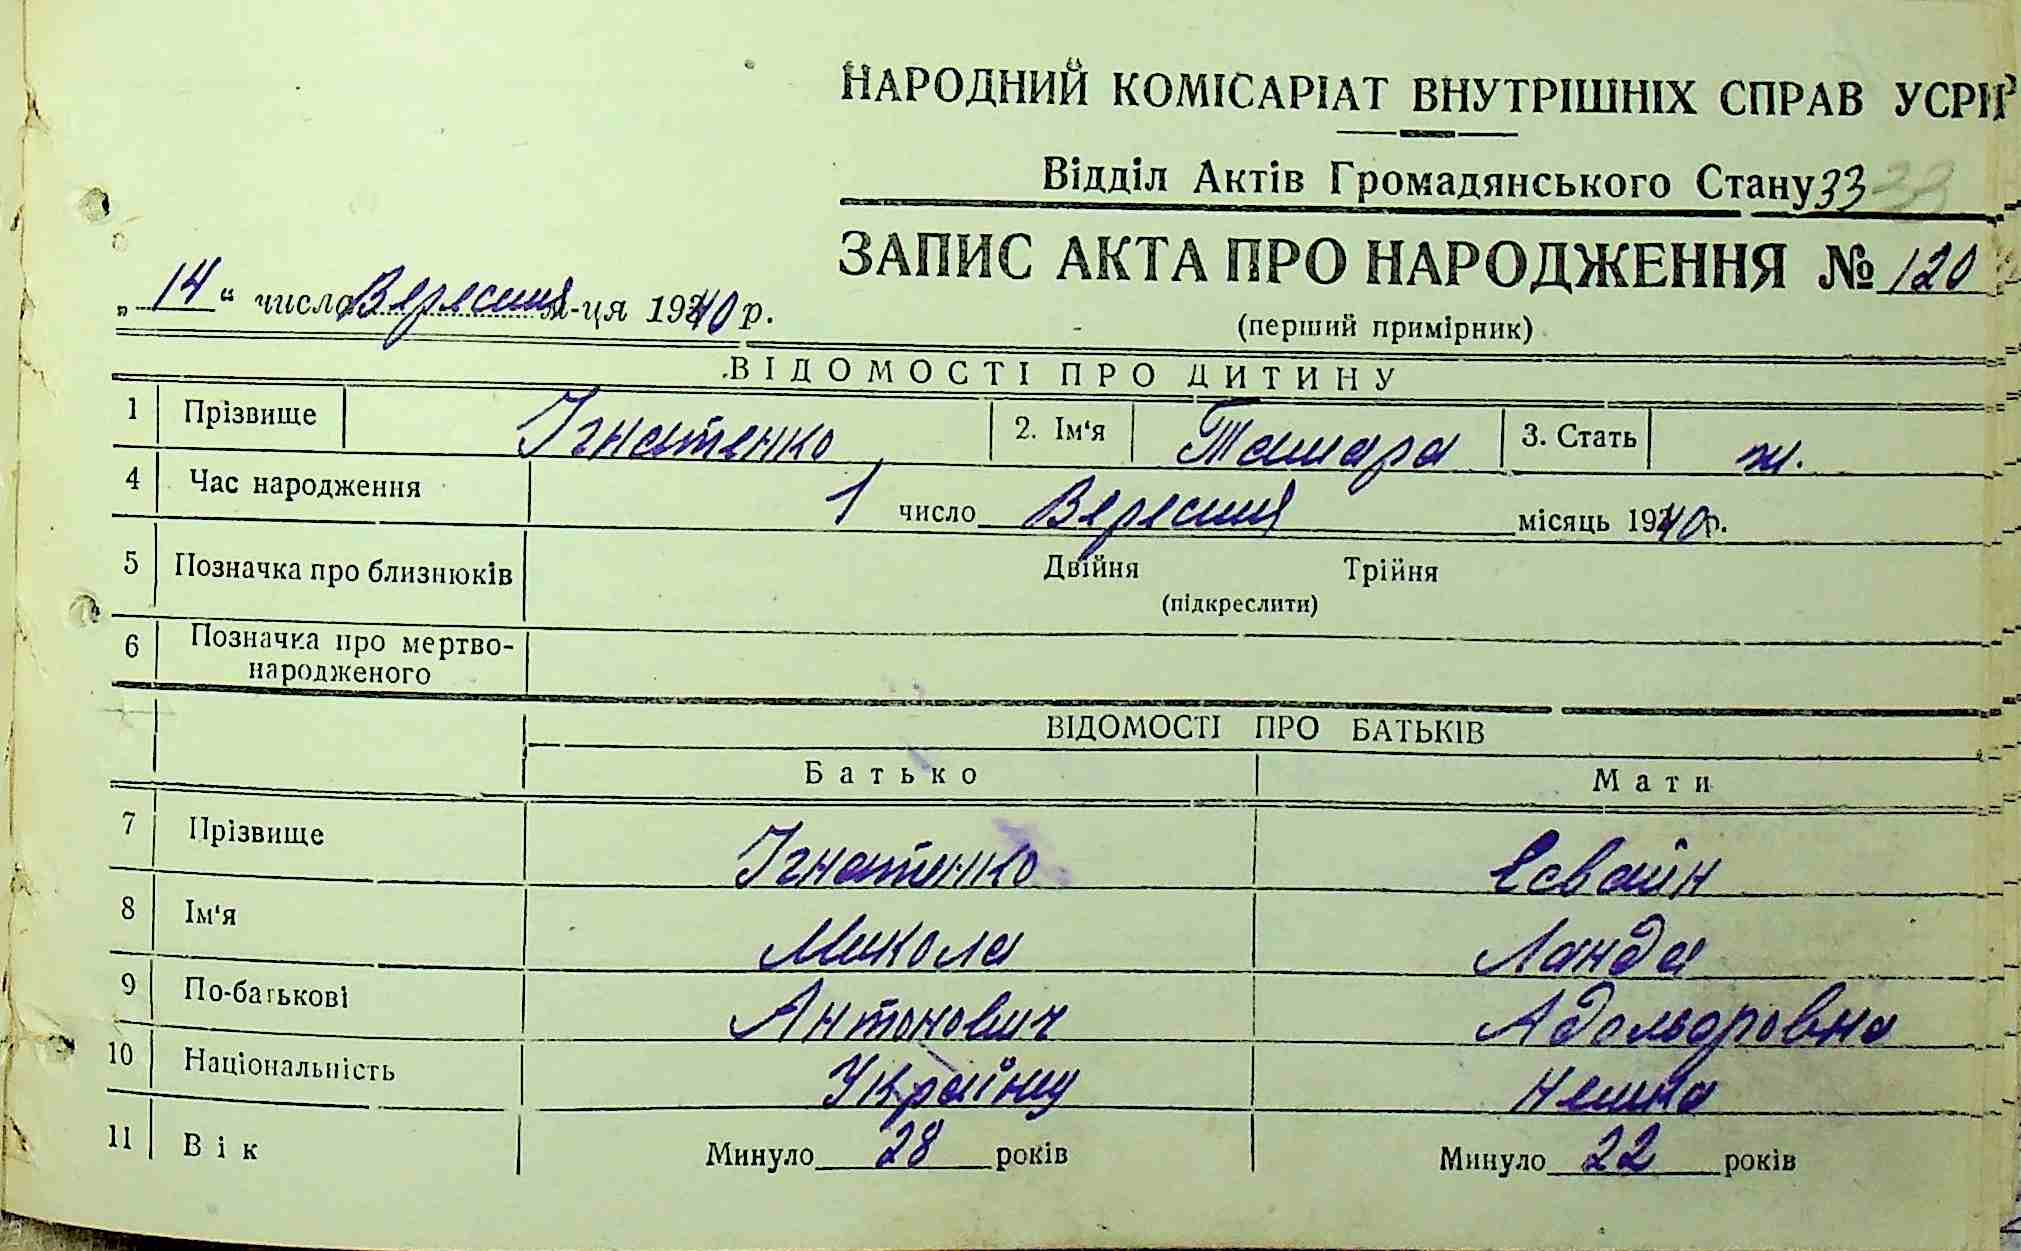 НАРОДНИЙ КОМІСАРІАТ ВНУТРІШНІХ СПРАВ УСРР
Відділ Актів Громадянського Стану 33 33
ЗАПИС АКТА ПРО НАРОДЖЕННЯ № 120
„ 14 “ число Вересня м-ця 1940 р.
(перший примірник)
ВІДОМОСТІ ПРО ДИТИНУ
1 Прізвище Ігнатенко 2. Ім‘я Тамара 3. Стать ж.
4 Час народження 1 число Вересня місяць 1940 р.
5 Позначка про близнюків Двійня Трійня
(підкреслити)
6 Позначка про мертво-
народженого
ВІДОМОСТІ ПРО БАТЬКІВ
Батько Мати
7 Прізвище Ігнатенко
8 Ім‘я Микола Ланда
9 По-батькові Антонович Адольфовна
10 Національність Україну Немка
11 Вік Минуло 28 років Минуло 22 років